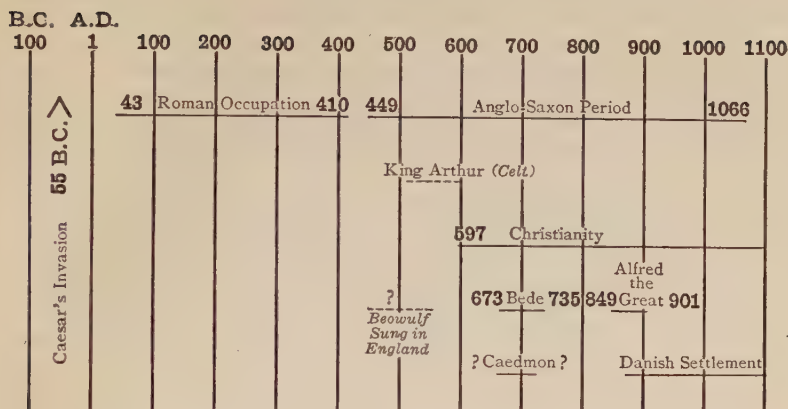 B.C. A.D.
100 1 100 200 300 400 500 600 700 800 900 1000 1100
43 Roman Occupation 410 449 Anglo-Saxon Period 1066
Caesar's Invasion 55 B.C.
King Arthur (Celt)
597 Christianity
Alfred
the
673 Bede 735 849 Great 901
?
Beowulf
Sung in
England
? Caedmon ? Danish Settlement